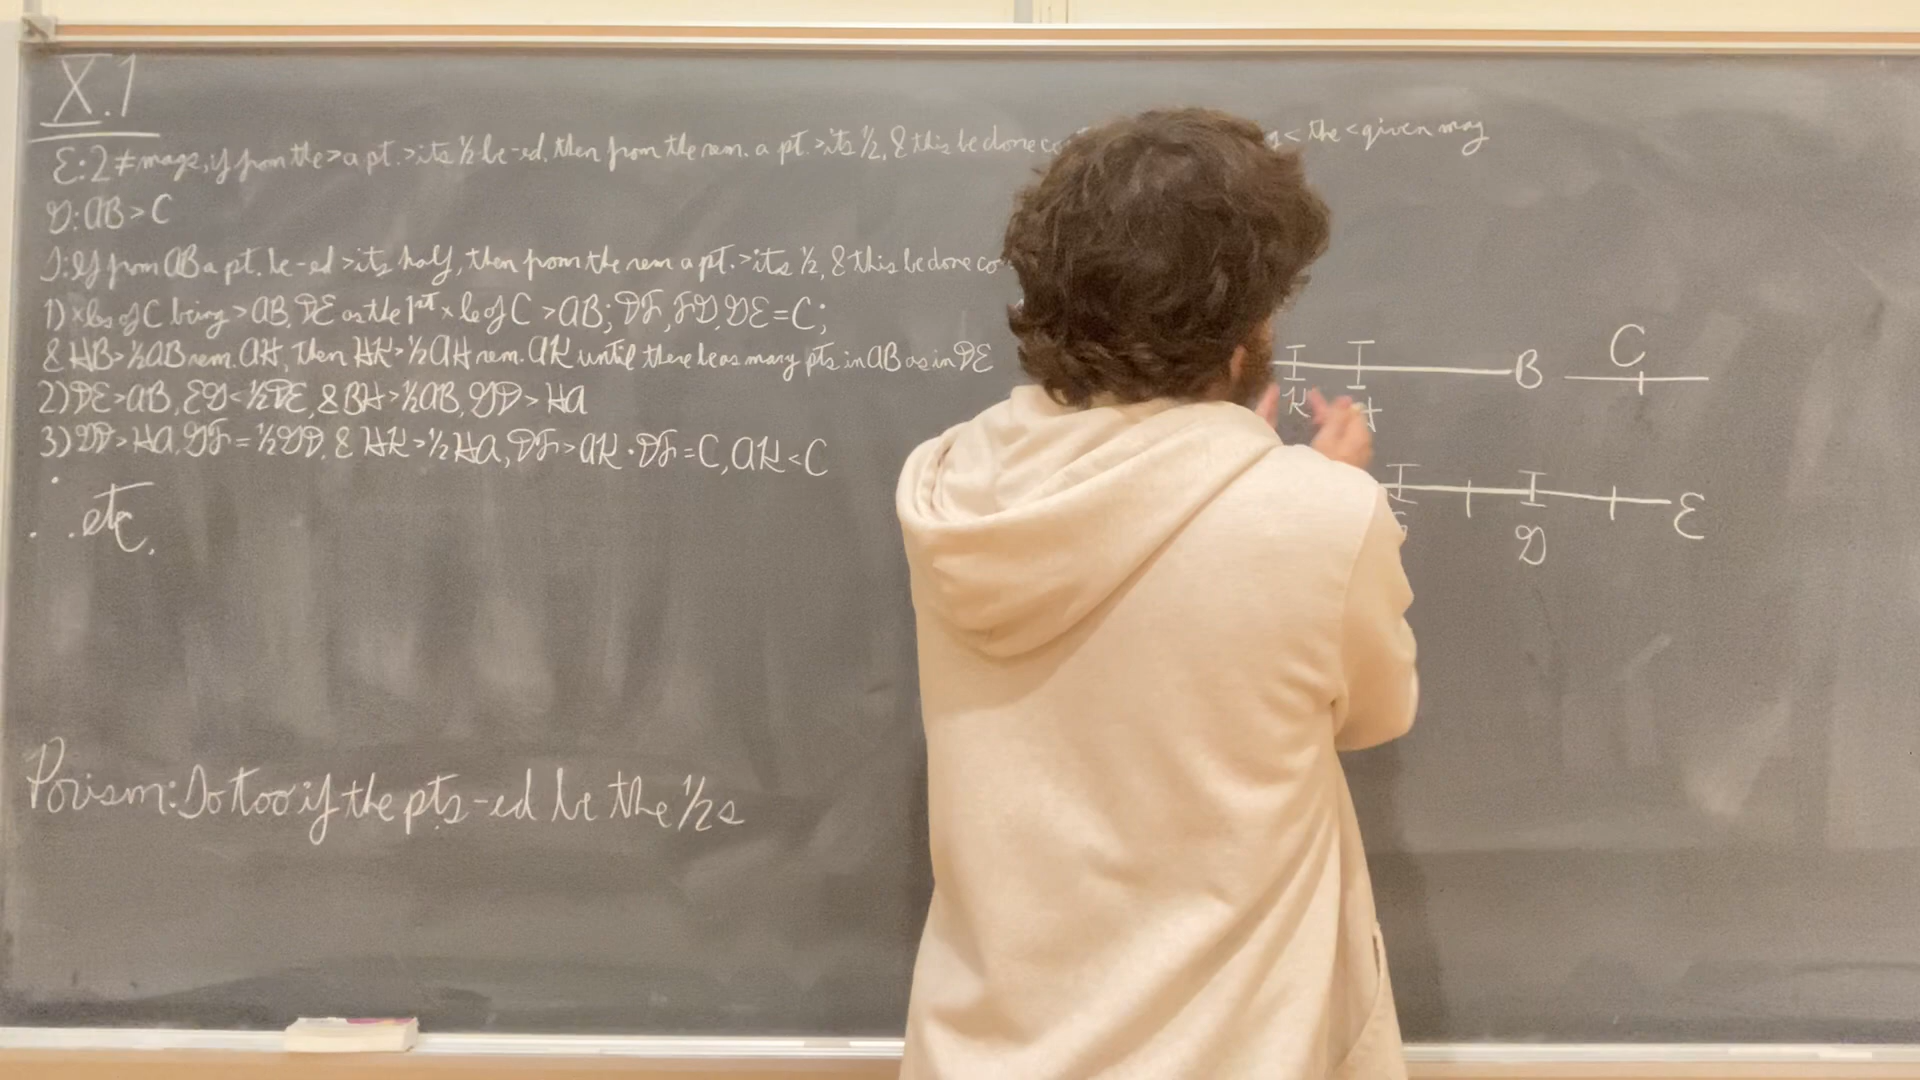 X.1
E: 2 ≠ mags, if from the > a pt. > its ½ be -ed, then from the rem. a pt. > its ½, & this be done co < the < given mag
D: AB > C
S: If from AB a pt. be -ed > its half, then from the rem a pt. > its ½, & this be done co
1) ×les of C being > AB, DE as the 1st ×le of C > AB; DF, FG, GE = C;
& HB > ½AB rem. AH, then HK > ½AH rem. AK until there be as many pts in AB as in DE
2) DE > AB, EG < ½DE, & BH > ½AB, GD > HA
3) GD > HA, GF = ½GD, & HK > ½HA, DF > AK · DF = C, AK < C
∴ etc.
Porism: So too if the pts -ed be the ½s
B
C
K
H
E
G